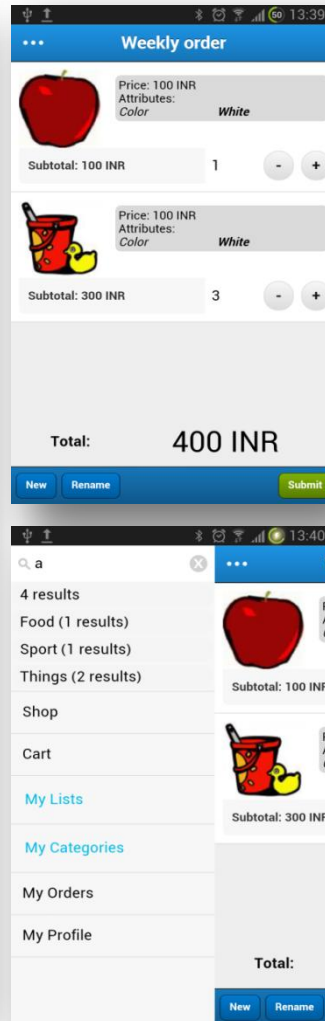 50 13:39
••• Weekly order
Price: 100 INR
Attributes:
Color White
Subtotal: 100 INR 1 - +
Price: 100 INR
Attributes:
Color White
Subtotal: 300 INR 3 - +
Total: 400 INR
New Rename Submit
13:40
a
4 results
Food (1 results)
Sport (1 results)
Things (2 results)
Shop
Cart
My Lists
My Categories
My Orders
My Profile
•••
Subtotal: 100 INR
Subtotal: 300 INR
Total:
New Rename